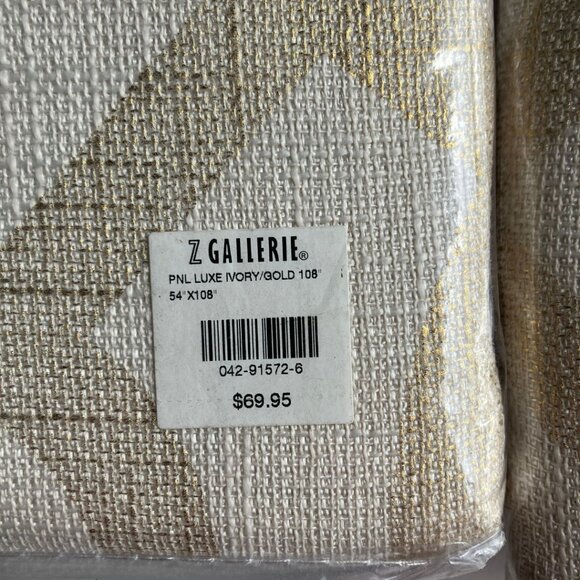 Z GALLERIE®
PNL LUXE IVORY/GOLD 108"
54"X108"
042-91572-6
$69.95